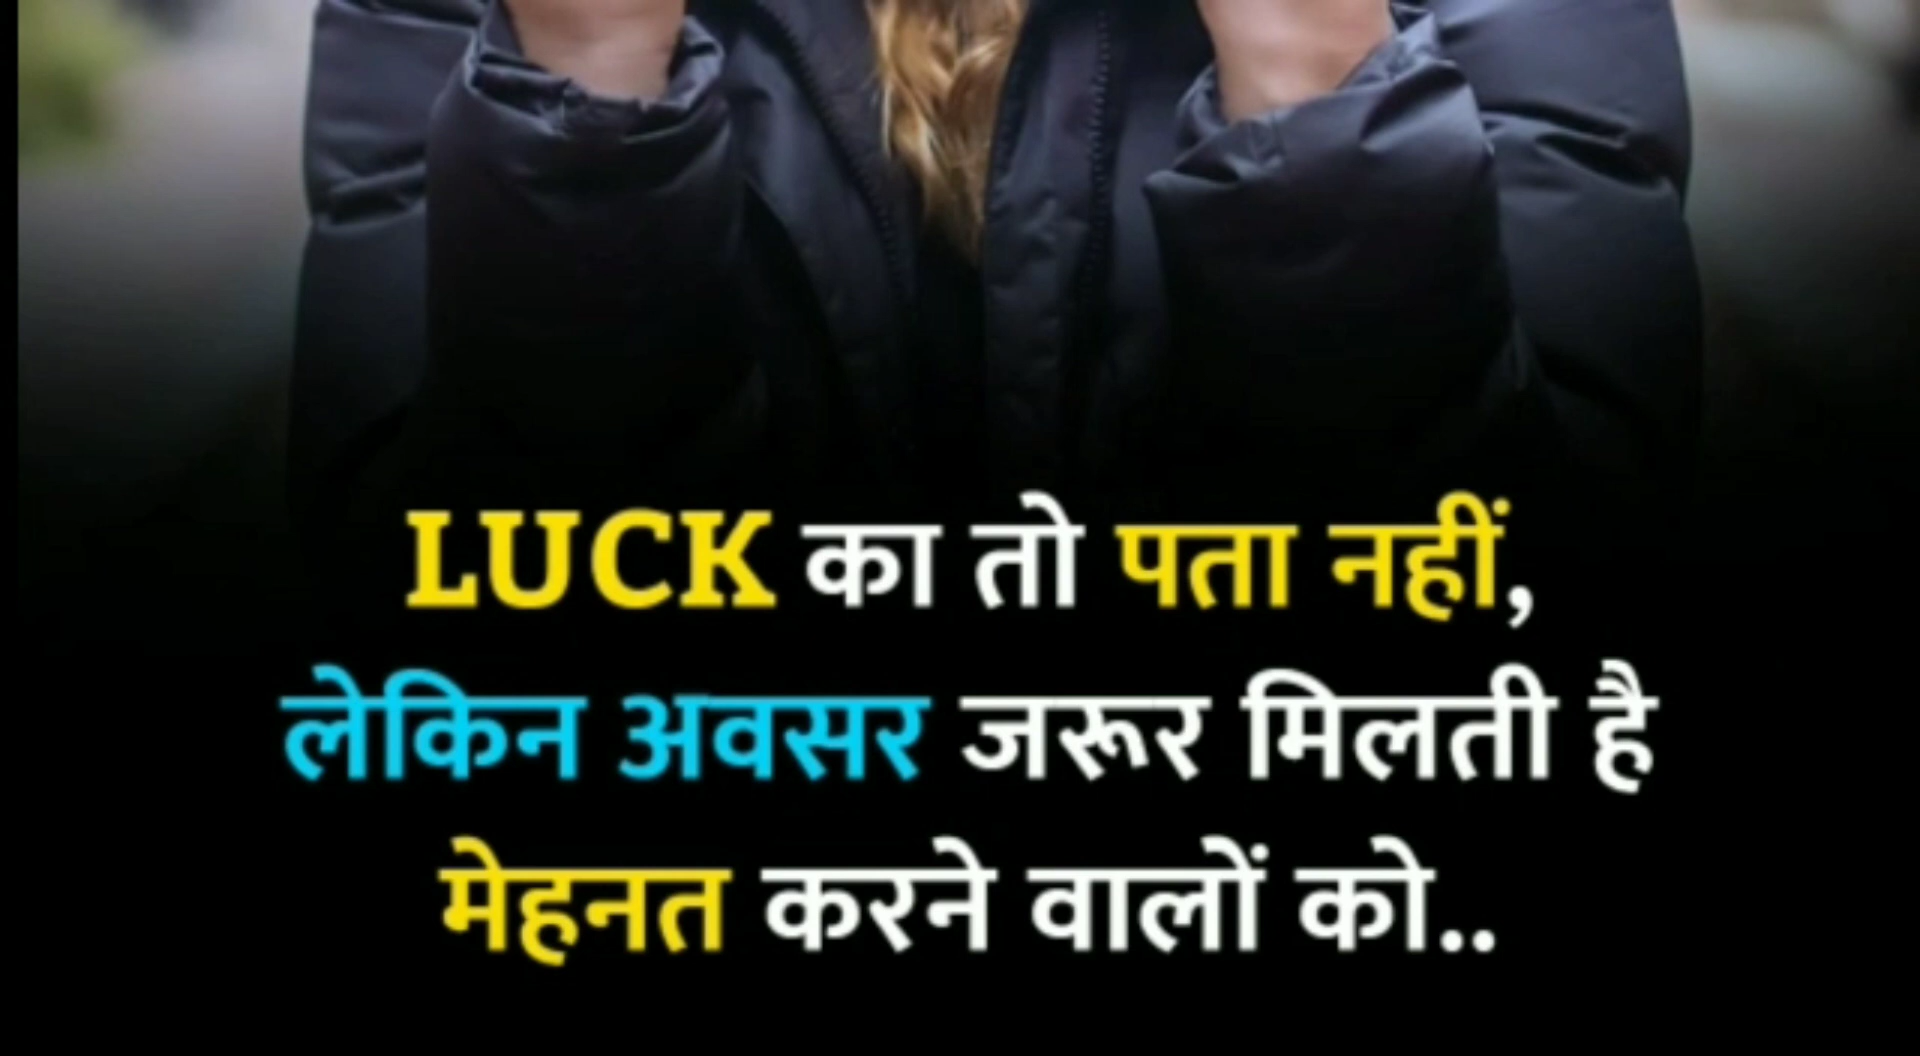 LUCK का तो पता नहीं,
लेकिन अवसर जरूर मिलती है
मेहनत करने वालों को..